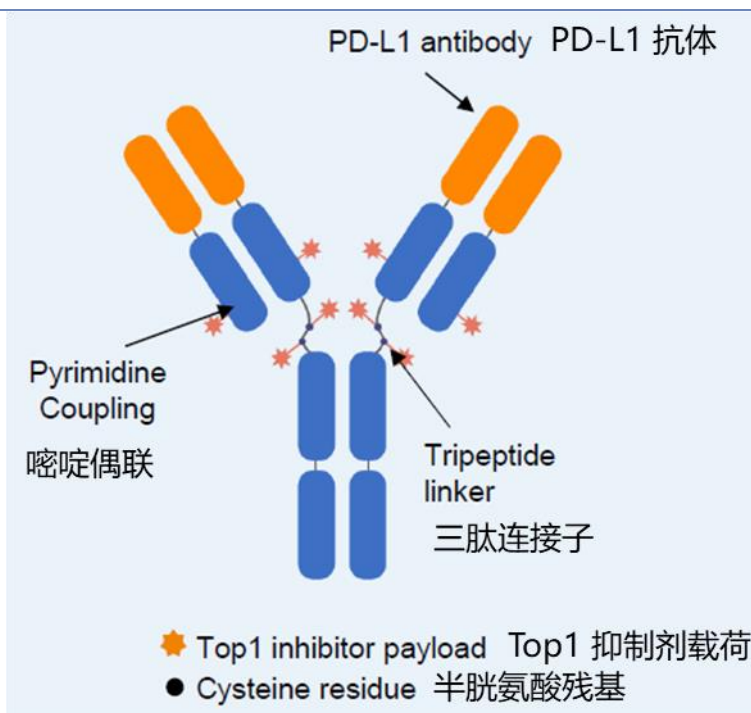 PD-L1 antibody PD-L1 抗体
Pyrimidine
Coupling
嘧啶偶联
Tripeptide
linker
三肽连接子
Top1 inhibitor payload Top1 抑制剂载荷
Cysteine residue 半胱氨酸残基